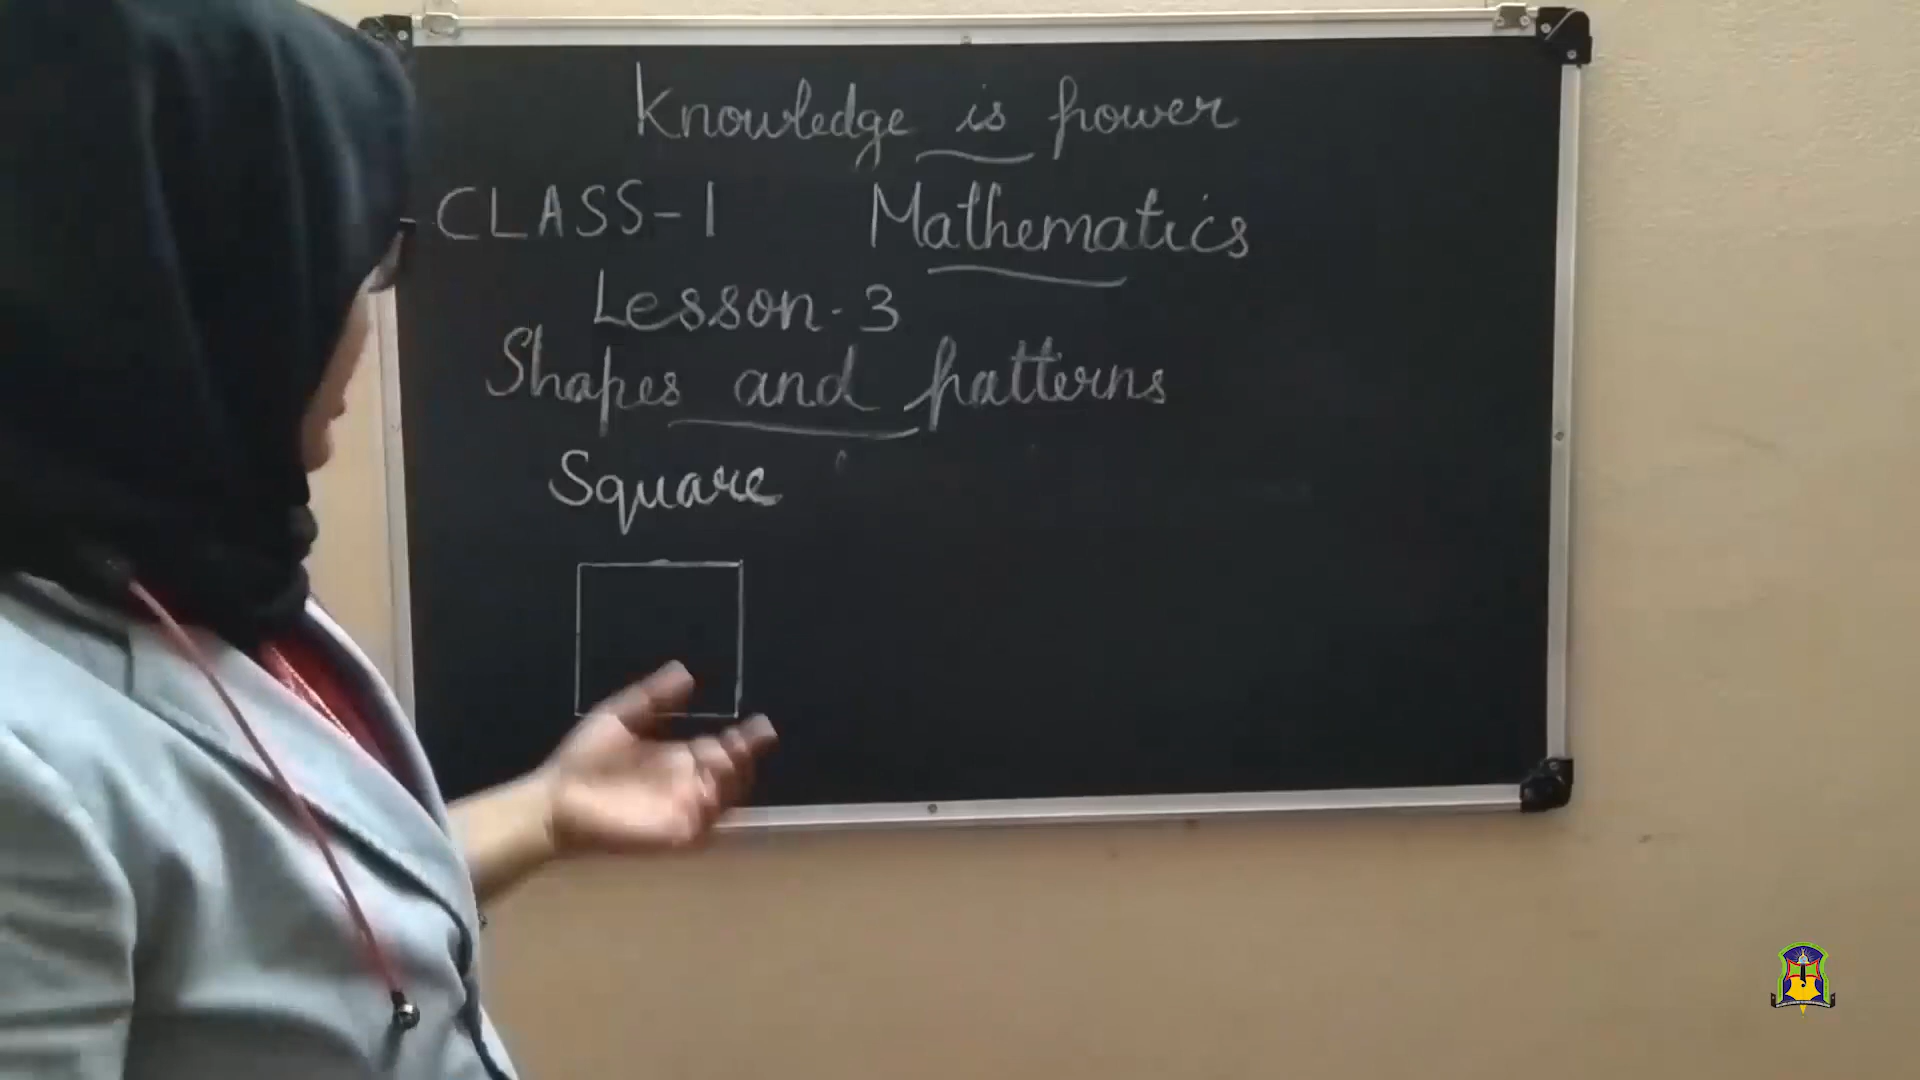 Knowledge is power
CLASS-1 Mathematics
Lesson-3
Shapes and patterns
Square